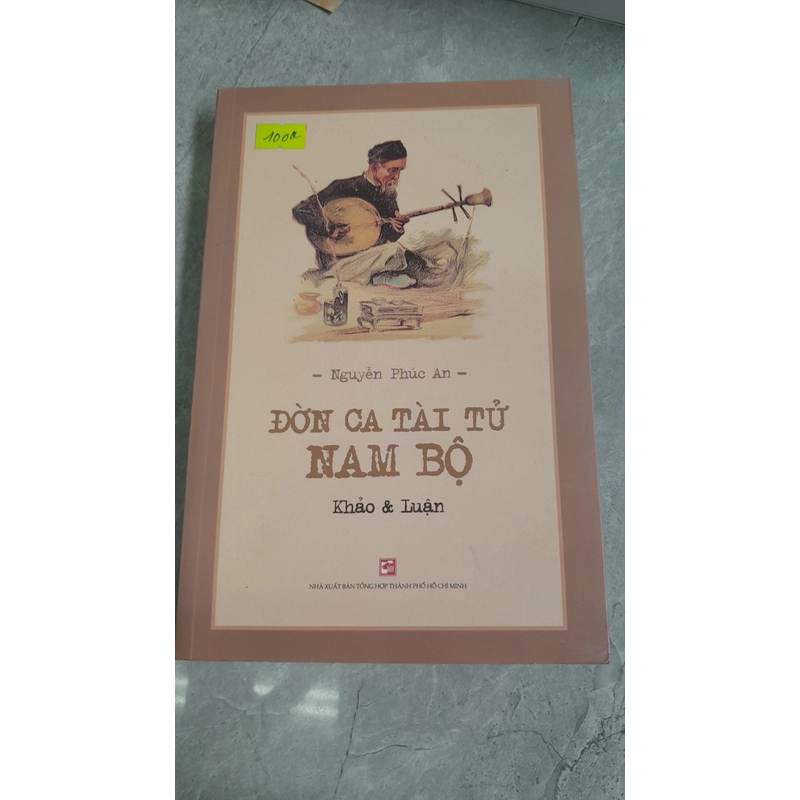 100k
– Nguyễn Phúc An –
ĐỜN CA TÀI TỬ
NAM BỘ
Khảo & Luận
NHÀ XUẤT BẢN TỔNG HỢP THÀNH PHỐ HỒ CHÍ MINH